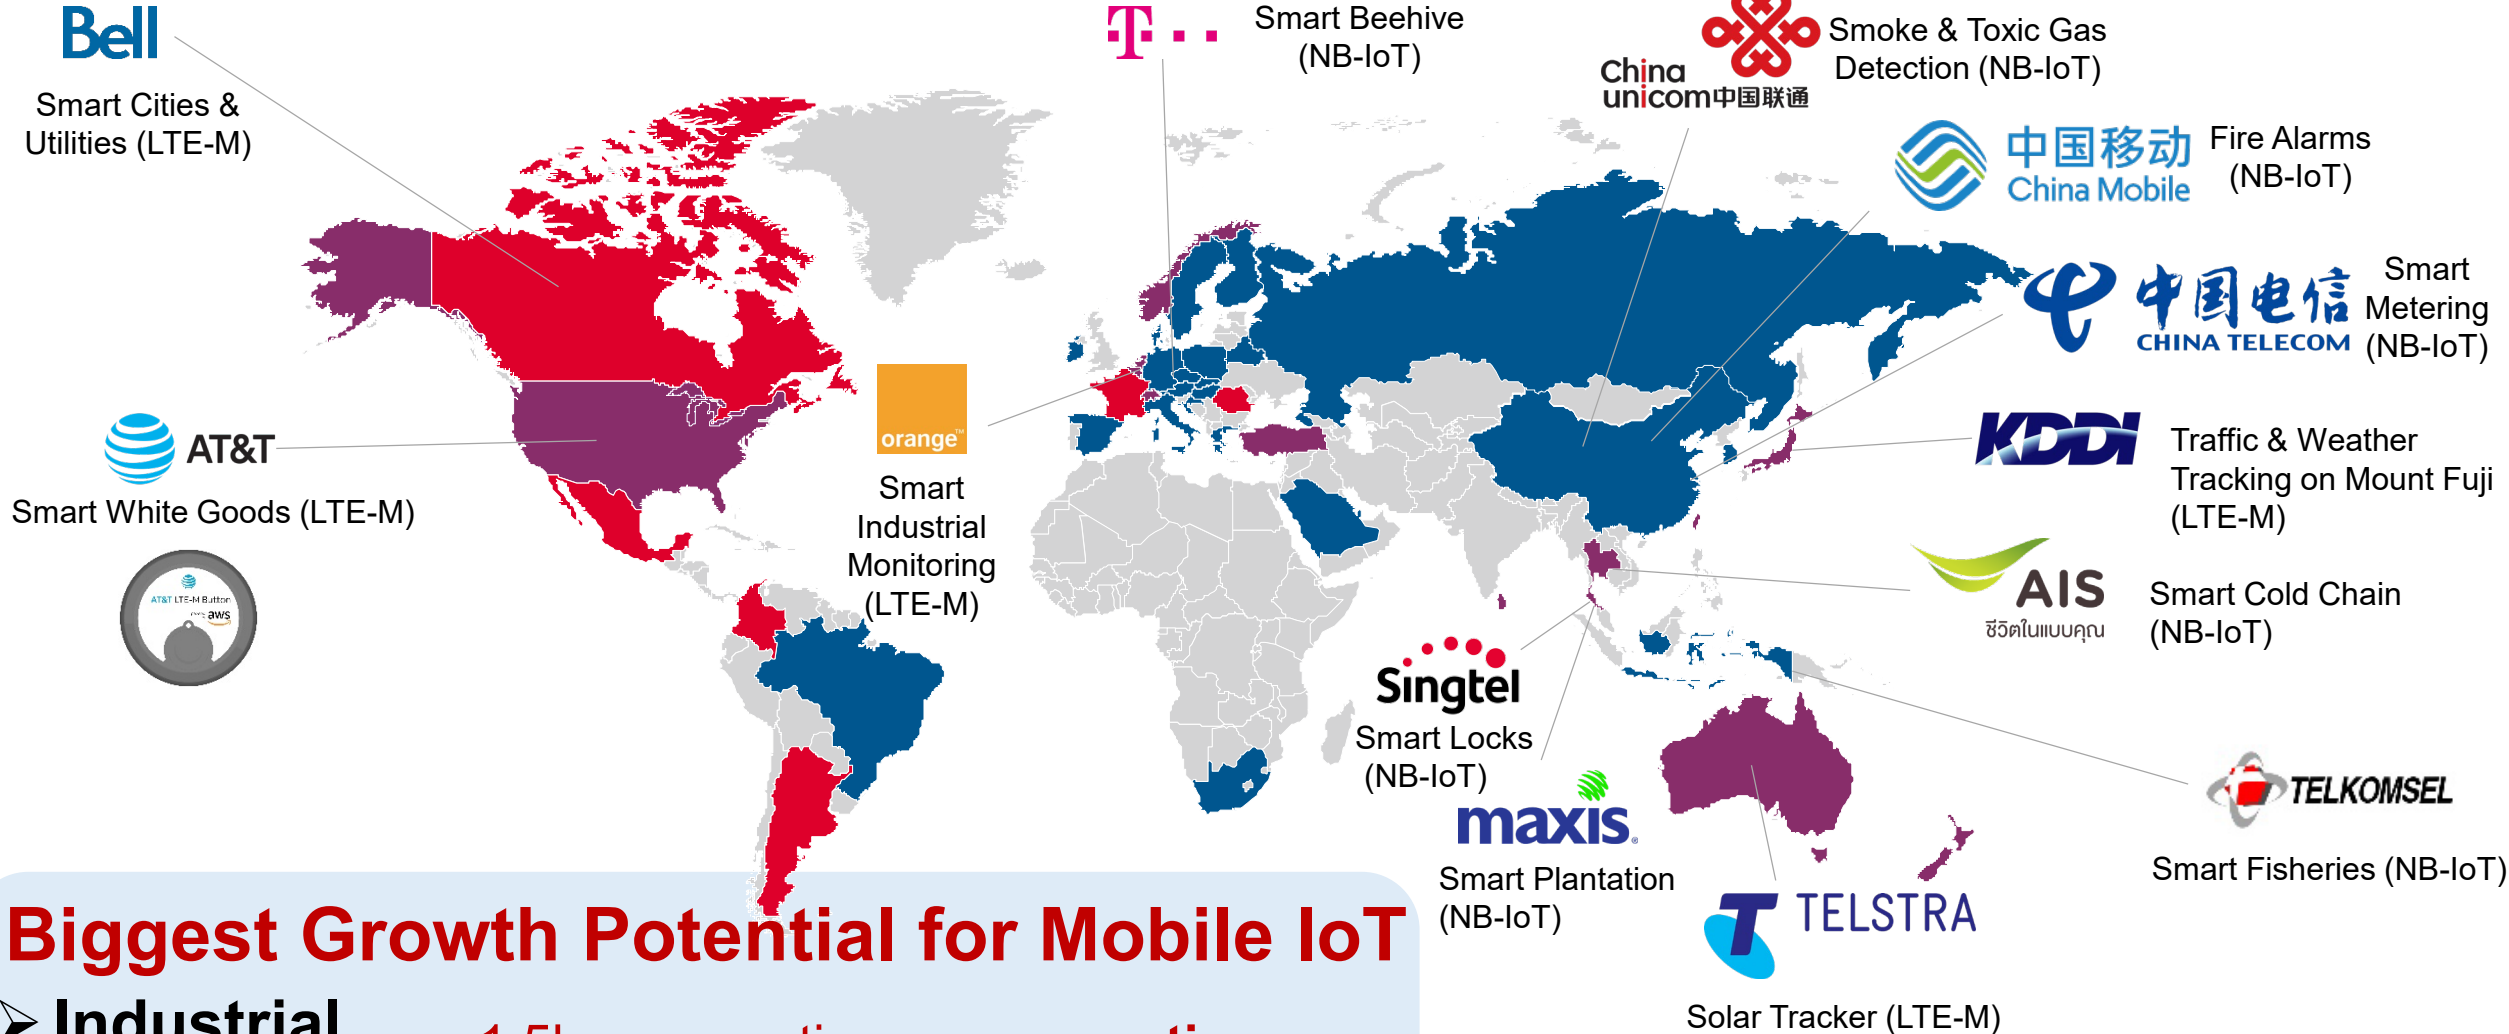 Bell
Smart Cities &
Utilities (LTE-M)
AT&T
Smart White Goods (LTE-M)
AT&T LTE-M Button
aws
orange™
Smart
Industrial
Monitoring
(LTE-M)
T
Smart Beehive
(NB-IoT)
China
unicom中国联通
Smoke & Toxic Gas
Detection (NB-IoT)
中国移动
China Mobile
Fire Alarms
(NB-IoT)
中国电信
CHINA TELECOM
Smart
Metering
(NB-IoT)
KDDI
Traffic & Weather
Tracking on Mount Fuji
(LTE-M)
AIS
ชีวิตในแบบคุณ
Smart Cold Chain
(NB-IoT)
Singtel
Smart Locks
(NB-IoT)
maxis®
Smart Plantation
(NB-IoT)
TELKOMSEL
Smart Fisheries (NB-IoT)
TELSTRA
Solar Tracker (LTE-M)
Biggest Growth Potential for Mobile IoT
➢ Industrial